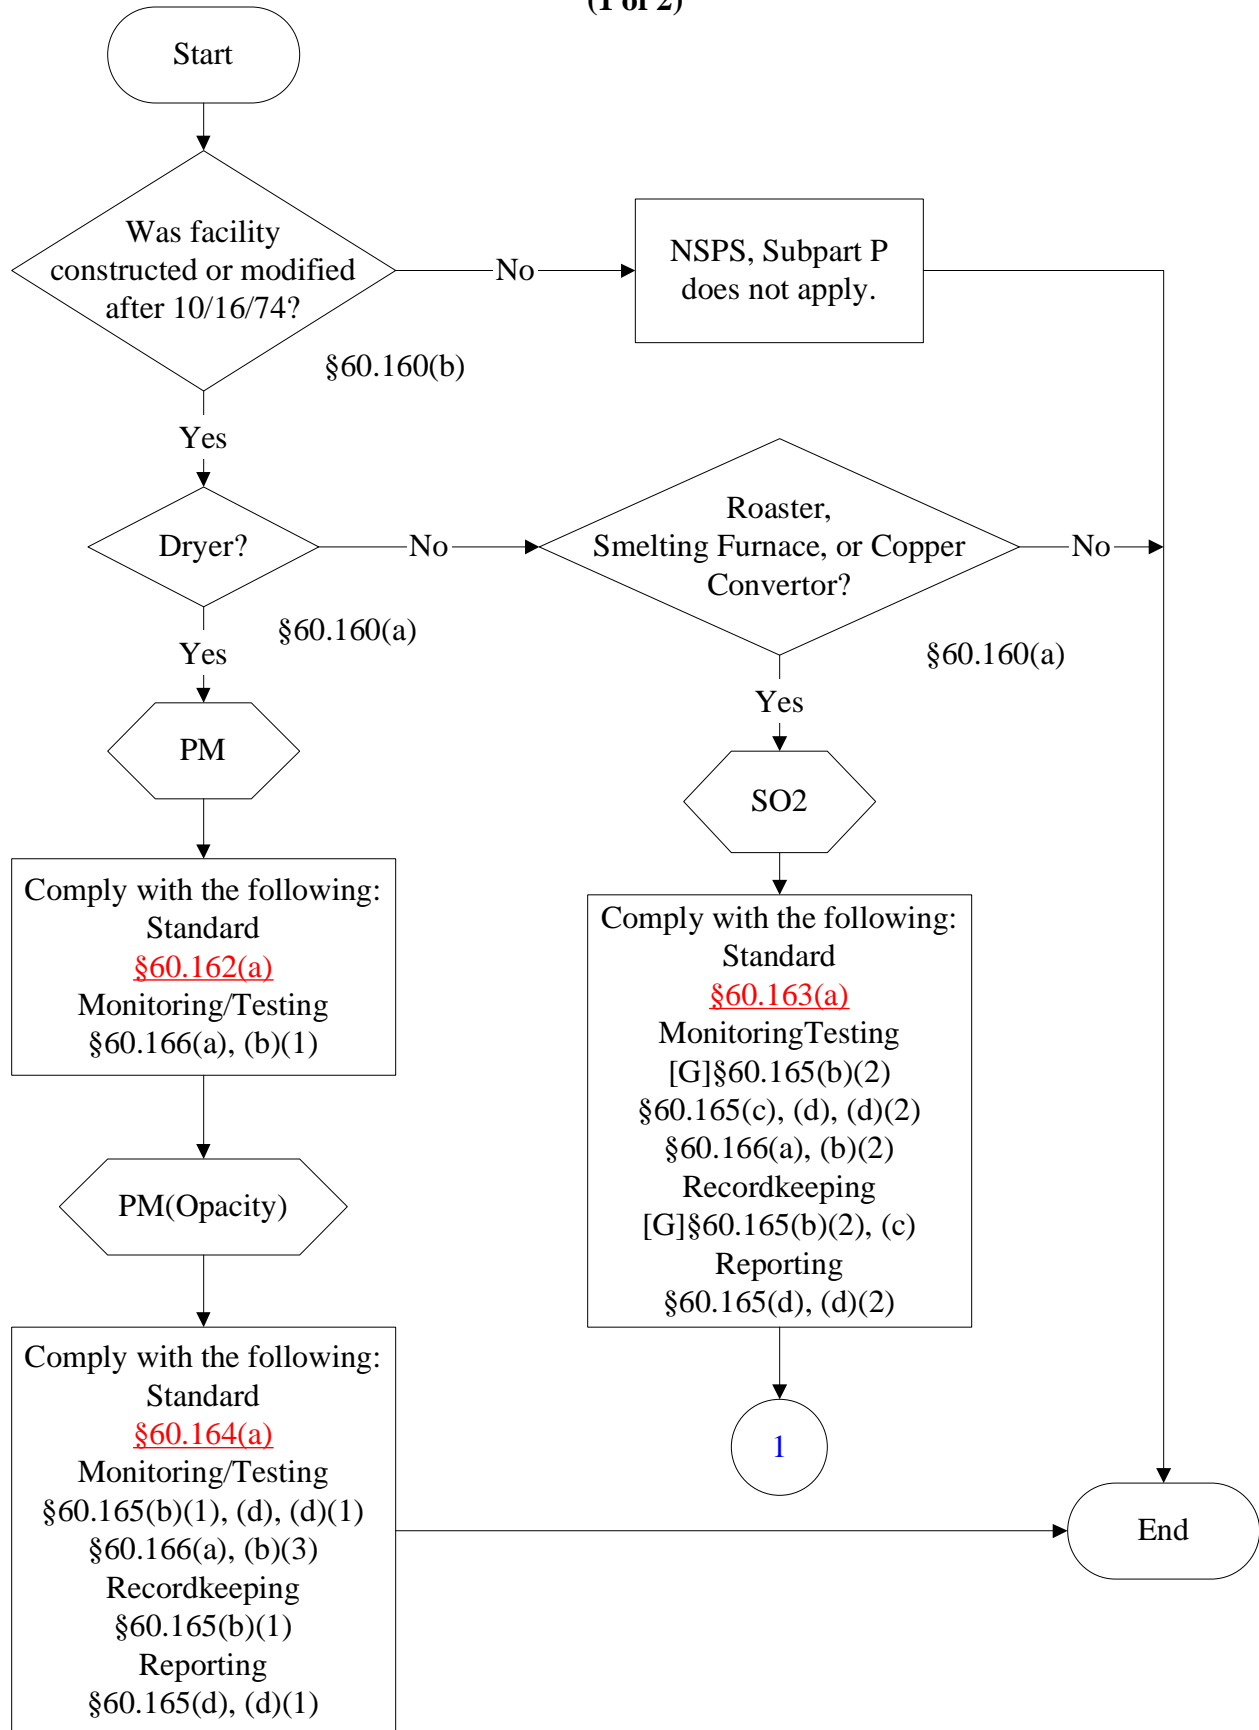 (1 of 2)
Start
Was facility
constructed or modified
after 10/16/74?
No
NSPS, Subpart P
does not apply.
§60.160(b)
Yes
Dryer?
No
Roaster,
Smelting Furnace, or Copper
Convertor?
No
§60.160(a)
§60.160(a)
Yes
Yes
PM
SO2
Comply with the following:
Standard
§60.162(a)
Monitoring/Testing
§60.166(a), (b)(1)
Comply with the following:
Standard
§60.163(a)
MonitoringTesting
[G]§60.165(b)(2)
§60.165(c), (d), (d)(2)
§60.166(a), (b)(2)
Recordkeeping
[G]§60.165(b)(2), (c)
Reporting
§60.165(d), (d)(2)
PM(Opacity)
Comply with the following:
Standard
§60.164(a)
Monitoring/Testing
§60.165(b)(1), (d), (d)(1)
§60.166(a), (b)(3)
Recordkeeping
§60.165(b)(1)
Reporting
§60.165(d), (d)(1)
1
End